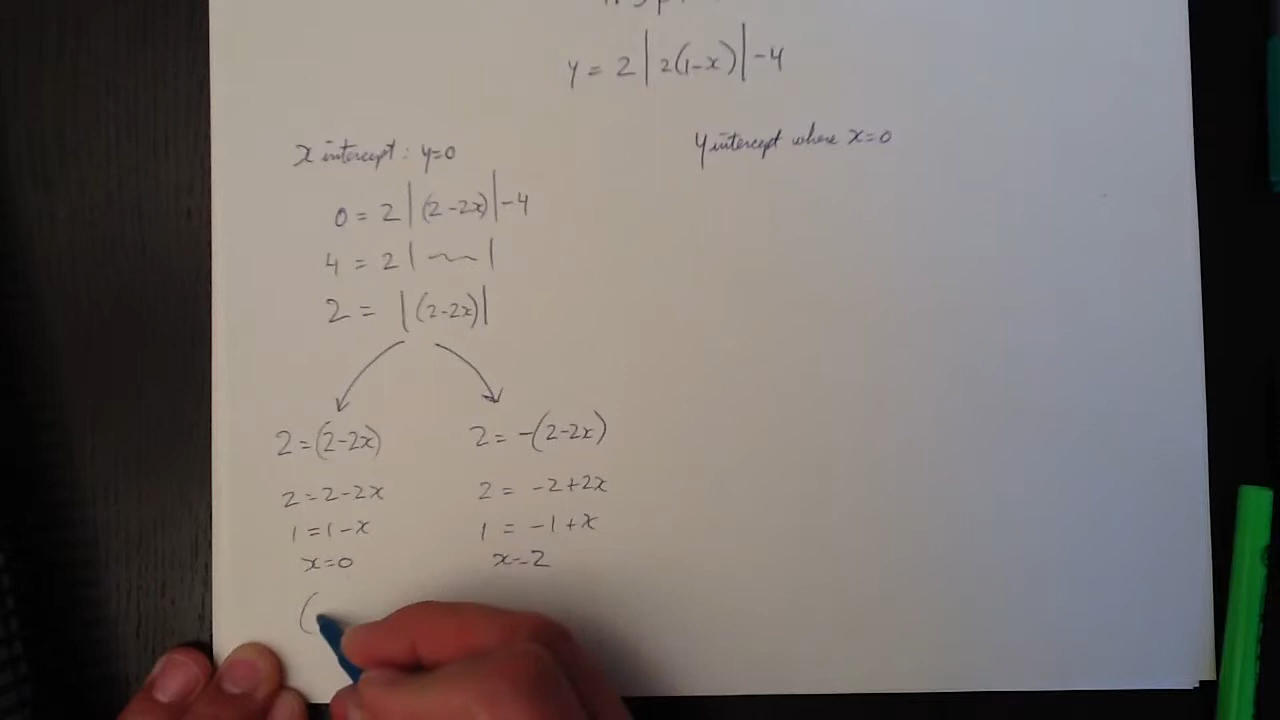 y = 2 | 2(1-x) | -4
x intercept : y=0
0 = 2 | (2-2x) | -4
4 = 2 | ~~ |
2 = | (2-2x) |
2 = (2-2x)
2 = 2-2x
1 = 1-x
x=0
(
2 = -(2-2x)
2 = -2+2x
1 = -1+x
x=2
y intercept where x=0